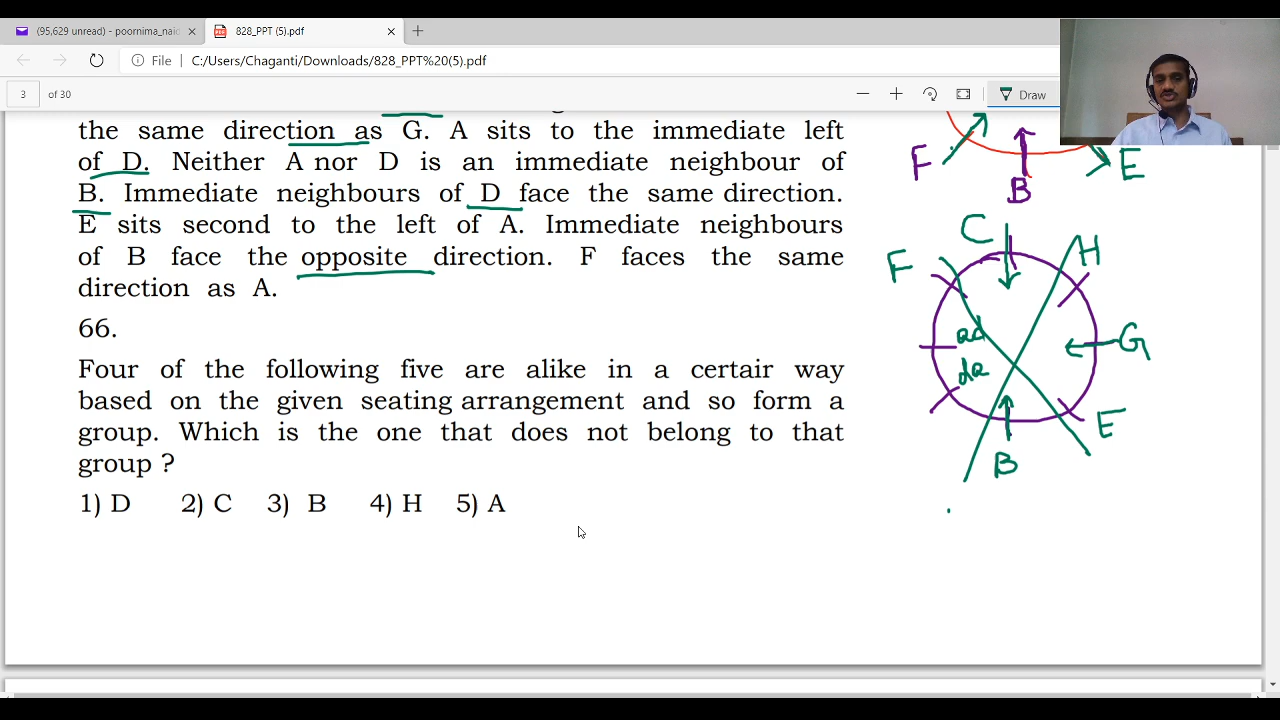 (95,629 unread) - poornima_nai
828_PPT (5).pdf
File
C:/Users/Chaganti/Downloads/828_PPT%20(5).pdf
3 of 30
Draw
the same direction as G. A sits to the immediate left
of D. Neither A nor D is an immediate neighbour of
B. Immediate neighbours of D face the same direction.
E sits second to the left of A. Immediate neighbours
of B face the opposite direction. F faces the same
direction as A.
66.
Four of the following five are alike in a certair way
based on the given seating arrangement and so form a
group. Which is the one that does not belong to that
group ?
1) D 2) C 3) B 4) H 5) A
F
B
E
C
F
H
ad
G
da
E
B